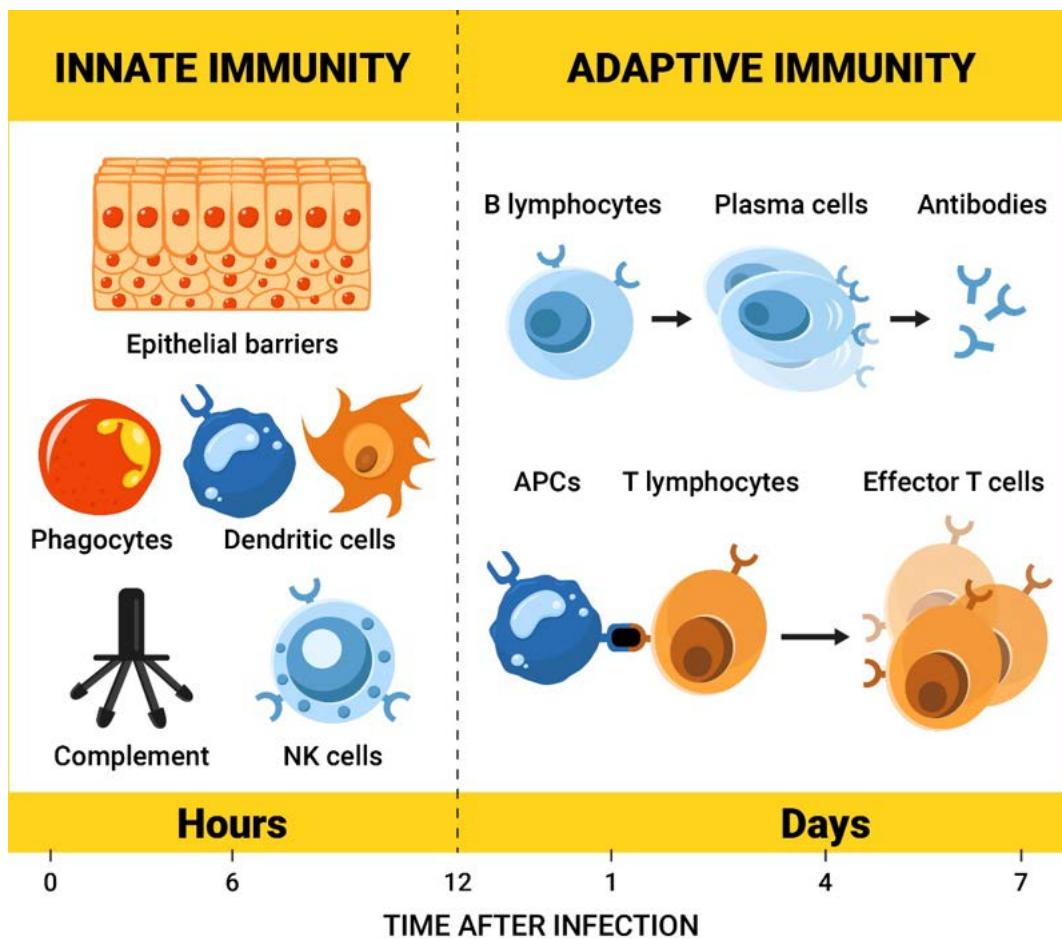 INNATE IMMUNITY
ADAPTIVE IMMUNITY
Epithelial barriers
Phagocytes
Dendritic cells
Complement
NK cells
B lymphocytes
Plasma cells
Antibodies
APCs
T lymphocytes
Effector T cells
Hours
Days
0
6
12
1
4
7
TIME AFTER INFECTION